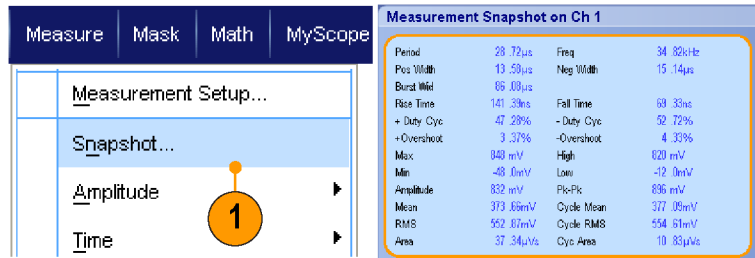 Measure Mask Math MyScope
Measurement Setup...
Snapshot...
Amplitude
1
Time
Measurement Snapshot on Ch 1
Period 28 .72µs Freq 34 .82kHz
Pos Width 13 .58µs Neg Width 15 .14µs
Burst Wid 86 .08µs
Rise Time 141 .39ns Fall Time 69 .33ns
+ Duty Cyc 47 .28% - Duty Cyc 52 .72%
+Overshoot 3 .37% -Overshoot 4 .33%
Max 848 mV High 820 mV
Min -48 .0mV Low -12 .0mV
Amplitude 832 mV Pk-Pk 896 mV
Mean 373 .66mV Cycle Mean 377 .09mV
RMS 552 .87mV Cycle RMS 554 .61mV
Area 37 .34µVs Cyc Area 10 .83µVs